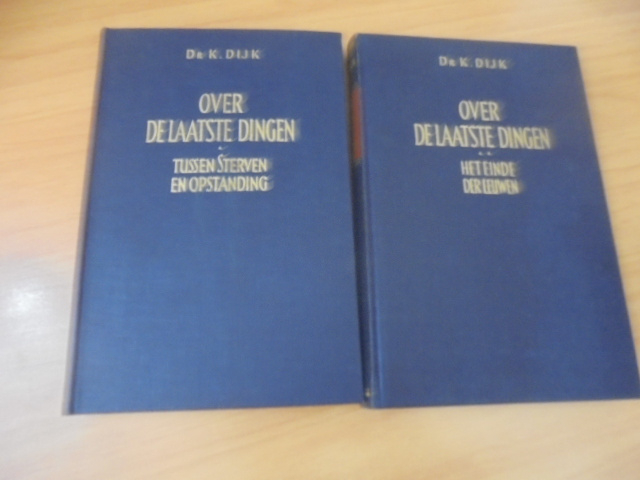 Dr K. DIJK
OVER
DE LAATSTE DINGEN
*
TUSSEN STERVEN
EN OPSTANDING
Dr K. DIJK
OVER
DE LAATSTE DINGEN
* *
HET EINDE
DER EEUWEN